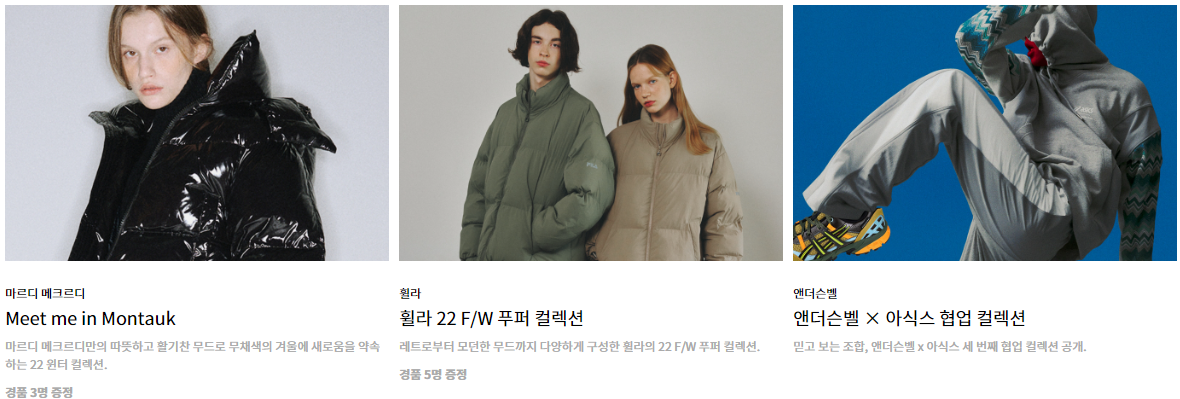 마르디 메크르디
Meet me in Montauk
마르디 메크르디만의 따뜻하고 활기찬 무드로 무채색의 겨울에 새로움을 약속
하는 22 윈터 컬렉션.
경품 3명 증정
휠라
휠라 22 F/W 푸퍼 컬렉션
레트로부터 모던한 무드까지 다양하게 구성한 휠라의 22 F/W 푸퍼 컬렉션.
경품 5명 증정
앤더슨벨
앤더슨벨 × 아식스 협업 컬렉션
믿고 보는 조합, 앤더슨벨 x 아식스 세 번째 협업 컬렉션 공개.